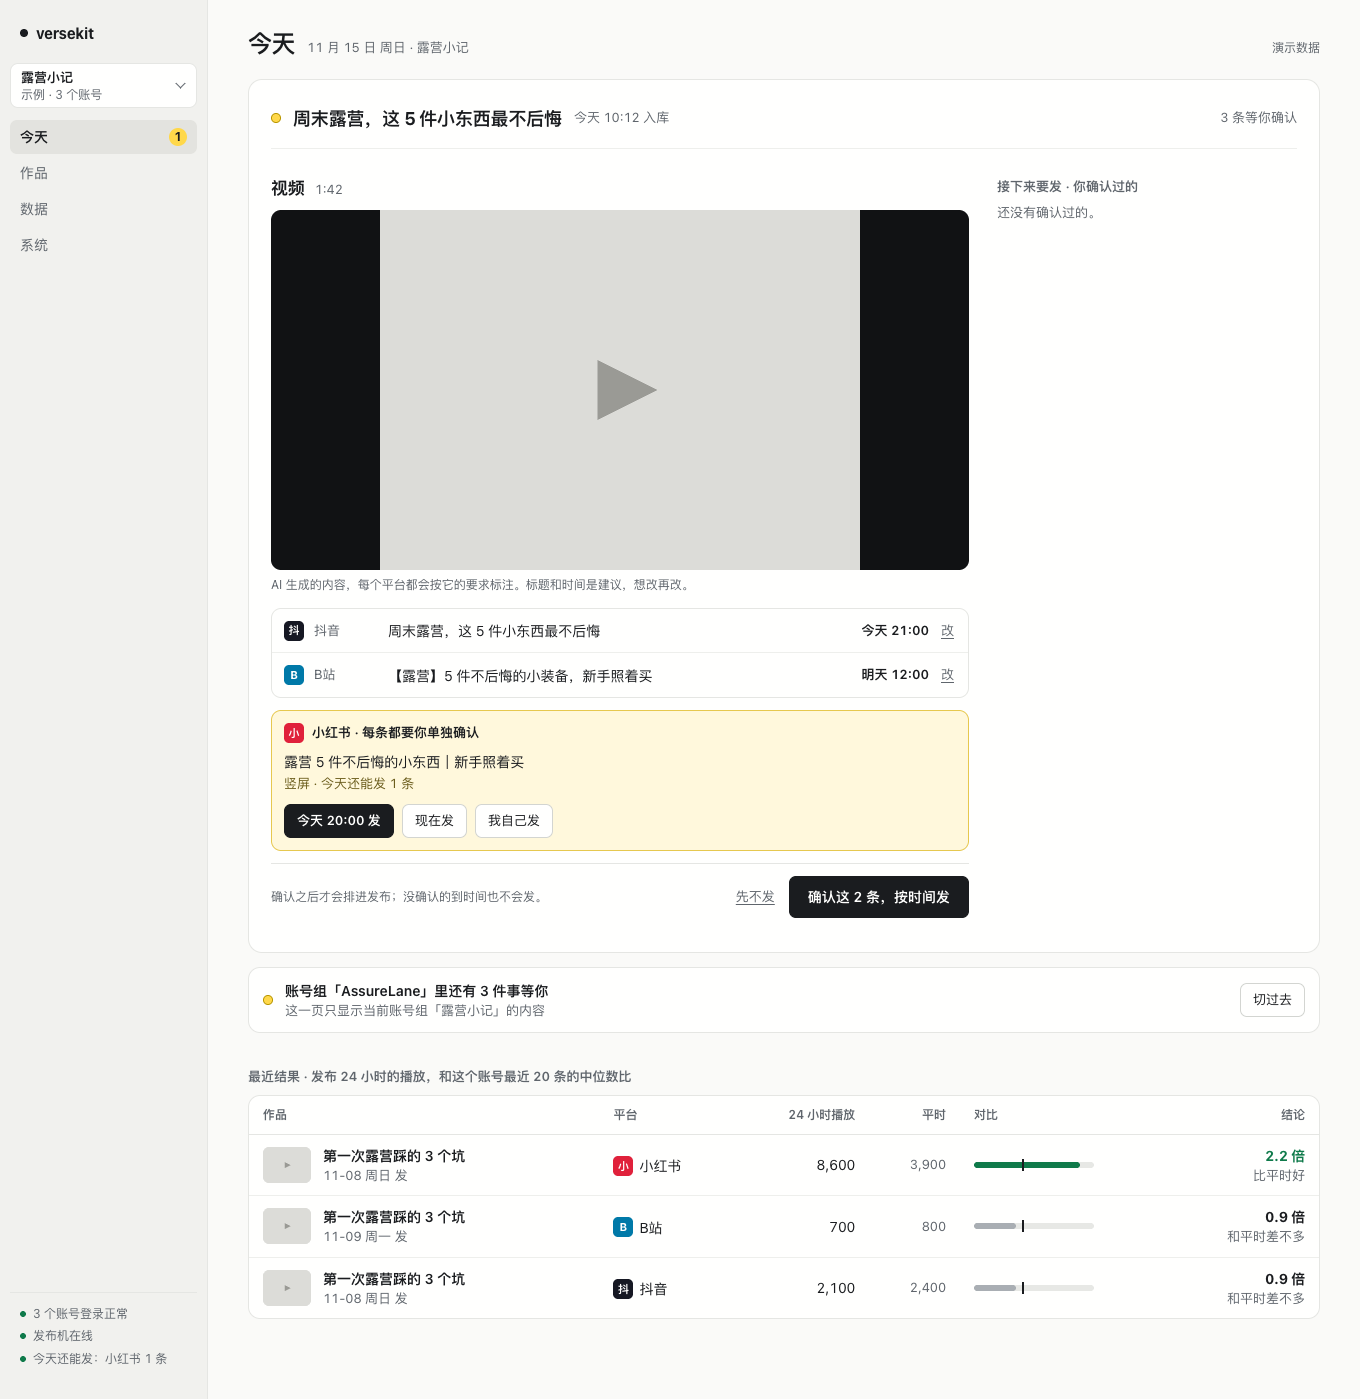 versekit
露营小记
示例 · 3 个账号
今天 1
作品
数据
系统
3 个账号登录正常
发布机在线
今天还能发：小红书 1 条
今天 11 月 15 日 周日 · 露营小记 演示数据
周末露营，这 5 件小东西最不后悔 今天 10:12 入库 3 条等你确认
视频 1:42
AI 生成的内容，每个平台都会按它的要求标注。标题和时间是建议，想改再改。
抖 抖音 周末露营，这 5 件小东西最不后悔 今天 21:00 改
B B站 【露营】5 件不后悔的小装备，新手照着买 明天 12:00 改
小 小红书 · 每条都要你单独确认
露营 5 件不后悔的小东西｜新手照着买
竖屏 · 今天还能发 1 条
今天 20:00 发 现在发 我自己发
确认之后才会排进发布；没确认的到时间也不会发。 先不发 确认这 2 条，按时间发
接下来要发 · 你确认过的
还没有确认过的。
账号组「AssureLane」里还有 3 件事等你
这一页只显示当前账号组「露营小记」的内容
切过去
最近结果 · 发布 24 小时的播放，和这个账号最近 20 条的中位数比
作品 平台 24 小时播放 平时 对比 结论
第一次露营踩的 3 个坑
11-08 周日 发
小 小红书 8,600 3,900
2.2 倍
比平时好
第一次露营踩的 3 个坑
11-09 周一 发
B B站 700 800
0.9 倍
和平时差不多
第一次露营踩的 3 个坑
11-08 周日 发
抖 抖音 2,100 2,400
0.9 倍
和平时差不多